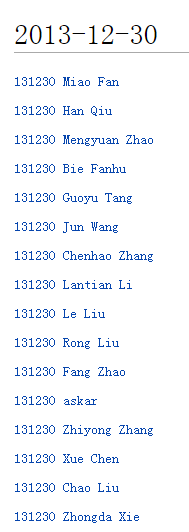 2013-12-30
131230 Miao Fan
131230 Han Qiu
131230 Mengyuan Zhao
131230 Bie Fanhu
131230 Guoyu Tang
131230 Jun Wang
131230 Chenhao Zhang
131230 Lantian Li
131230 Le Liu
131230 Rong Liu
131230 Fang Zhao
131230 askar
131230 Zhiyong Zhang
131230 Xue Chen
131230 Chao Liu
131230 Zhongda Xie